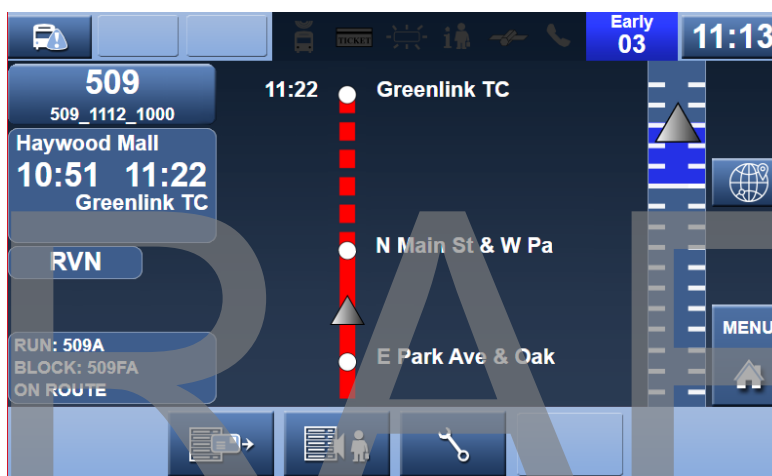 TICKET
Early
03
11:13
509
509_1112_1000
11:22
Greenlink TC
Haywood Mall
10:51 11:22
Greenlink TC
N Main St & W Pa
RVN
E Park Ave & Oak
RUN: 509A
BLOCK: 509FA
ON ROUTE
MENU
RAF